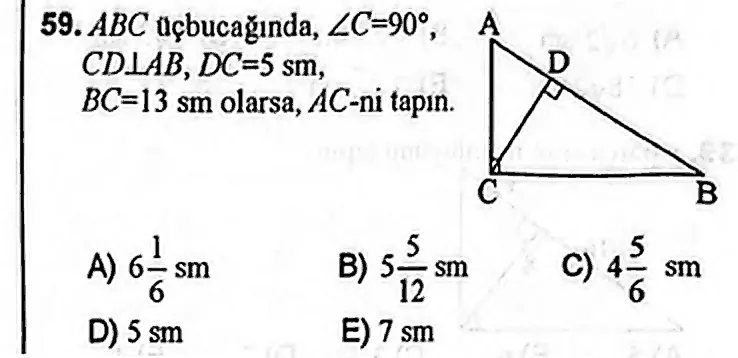 59. ABC üçbucağında, ∠C=90°,
CD⊥AB, DC=5 sm,
BC=13 sm olarsa, AC-ni tapın.
A
D
C
B
A) 6 1/6 sm
B) 5 5/12 sm
C) 4 5/6 sm
D) 5 sm
E) 7 sm